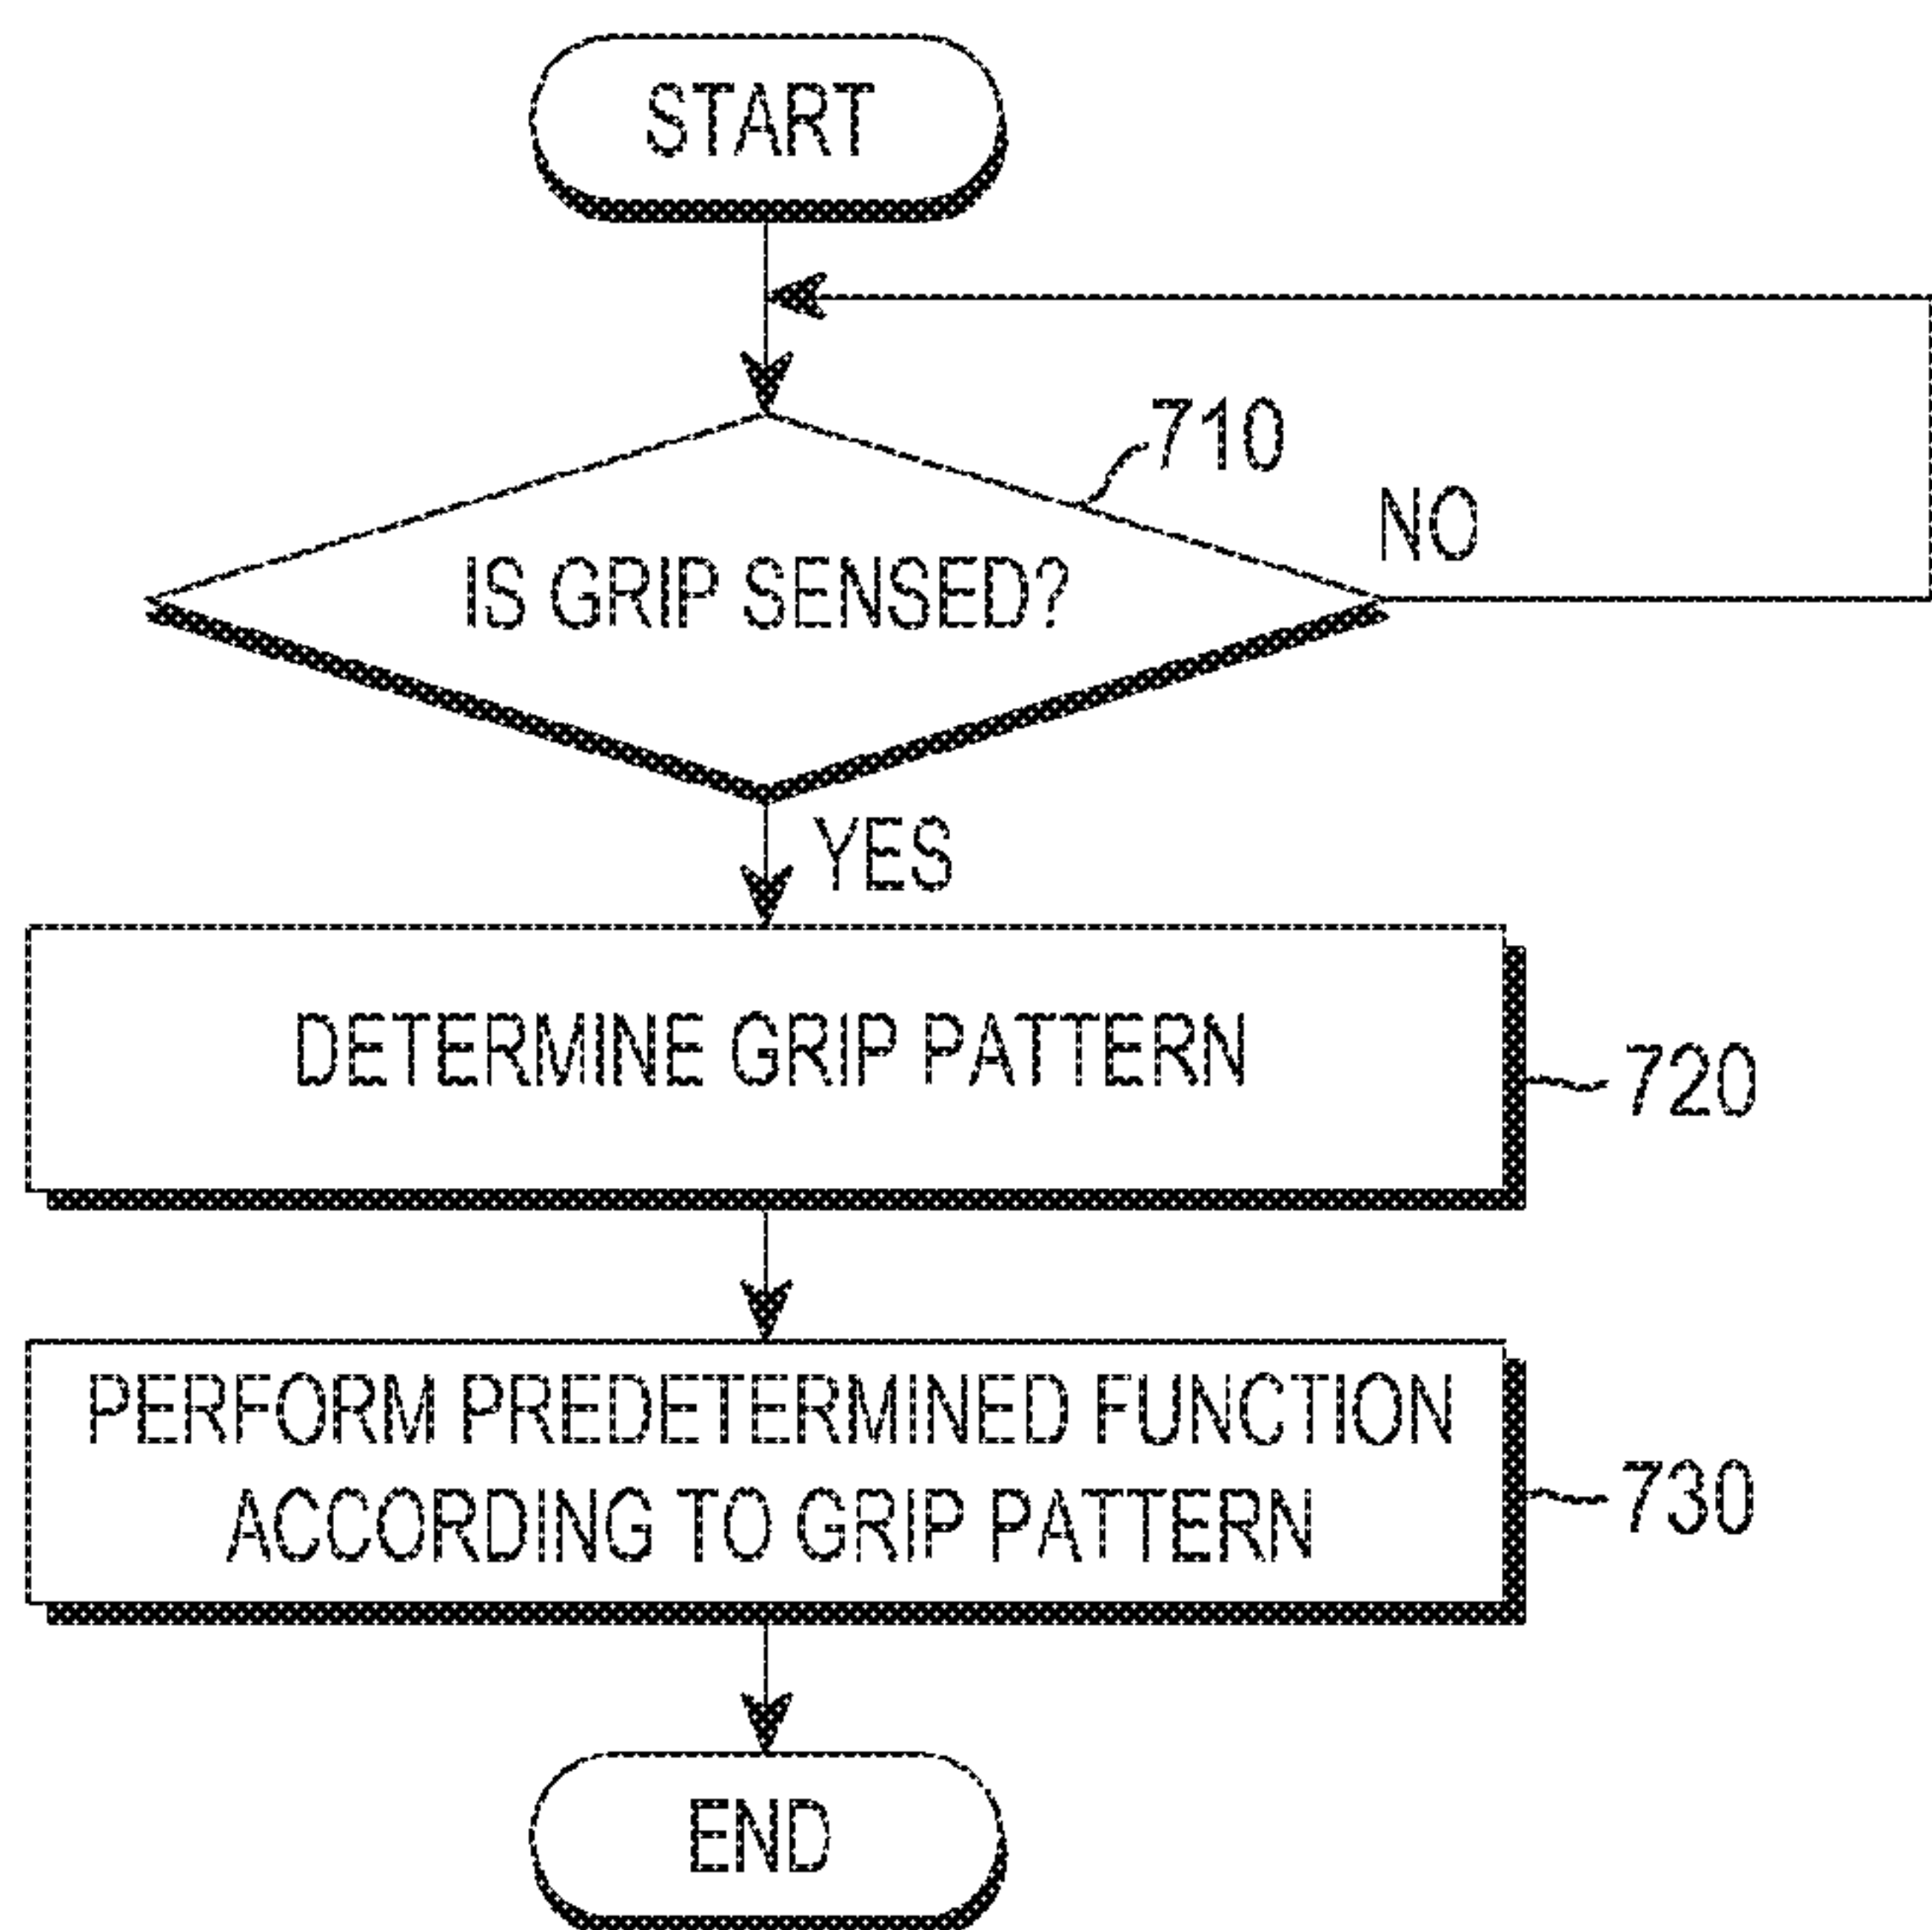 START
710
NO
IS GRIP SENSED?
YES
DETERMINE GRIP PATTERN
720
PERFORM PREDETERMINED FUNCTION
ACCORDING TO GRIP PATTERN
730
END